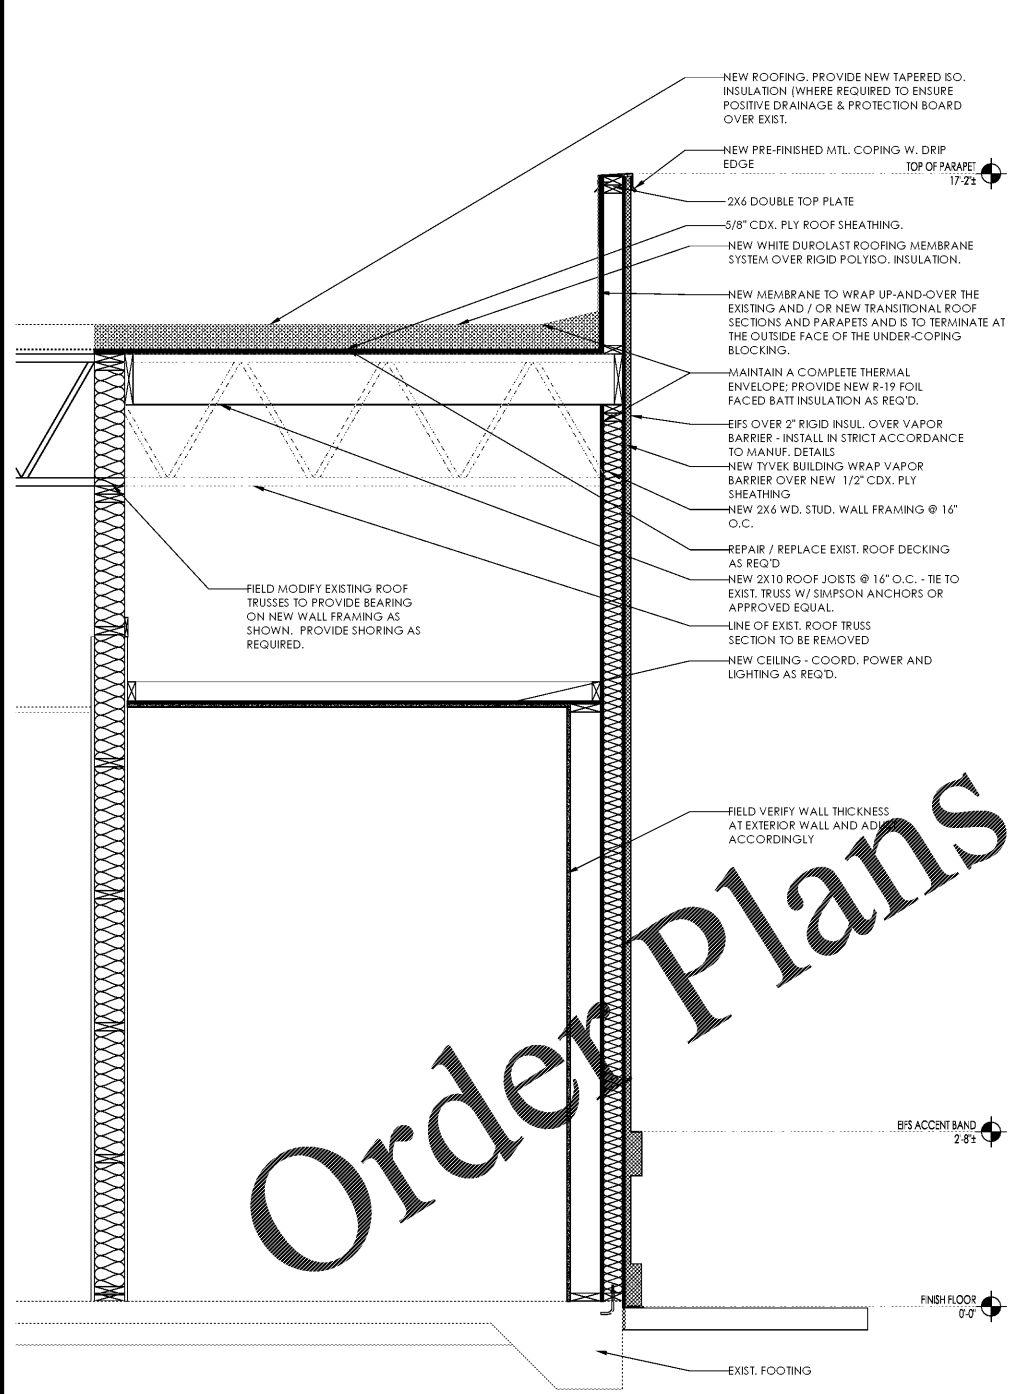 NEW ROOFING. PROVIDE NEW TAPERED ISO.
INSULATION (WHERE REQUIRED TO ENSURE
POSITIVE DRAINAGE & PROTECTION BOARD
OVER EXIST.
NEW PRE-FINISHED MTL. COPING W. DRIP
EDGE
TOP OF PARAPET
17'-2"±
2X6 DOUBLE TOP PLATE
5/8" CDX. PLY ROOF SHEATHING.
NEW WHITE DUROLAST ROOFING MEMBRANE
SYSTEM OVER RIGID POLYISO. INSULATION.
NEW MEMBRANE TO WRAP UP-AND-OVER THE
EXISTING AND / OR NEW TRANSITIONAL ROOF
SECTIONS AND PARAPETS AND IS TO TERMINATE AT
THE OUTSIDE FACE OF THE UNDER-COPING
BLOCKING.
MAINTAIN A COMPLETE THERMAL
ENVELOPE; PROVIDE NEW R-19 FOIL
FACED BATT INSULATION AS REQ'D.
EIFS OVER 2" RIGID INSUL. OVER VAPOR
BARRIER - INSTALL IN STRICT ACCORDANCE
TO MANUF. DETAILS
NEW TYVEK BUILDING WRAP VAPOR
BARRIER OVER NEW 1/2" CDX. PLY
SHEATHING
NEW 2X6 WD. STUD. WALL FRAMING @ 16"
O.C.
REPAIR / REPLACE EXIST. ROOF DECKING
AS REQ'D
NEW 2X10 ROOF JOISTS @ 16" O.C. - TIE TO
EXIST. TRUSS W/ SIMPSON ANCHORS OR
APPROVED EQUAL.
LINE OF EXIST. ROOF TRUSS
SECTION TO BE REMOVED
NEW CEILING - COORD. POWER AND
LIGHTING AS REQ'D.
FIELD MODIFY EXISTING ROOF
TRUSSES TO PROVIDE BEARING
ON NEW WALL FRAMING AS
SHOWN. PROVIDE SHORING AS
REQUIRED.
FIELD VERIFY WALL THICKNESS
AT EXTERIOR WALL AND
ACCORDINGLY
Order Plans
EIFS ACCENT BAND
2'-8"±
FINISH FLOOR
0'-0"
EXIST. FOOTING